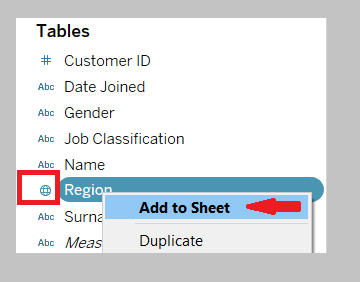 Tables
# Customer ID
Abc Date Joined
Abc Gender
Abc Job Classification
Abc Name
Region
Add to Sheet
Abc Surna
Abc Meas
Duplicate